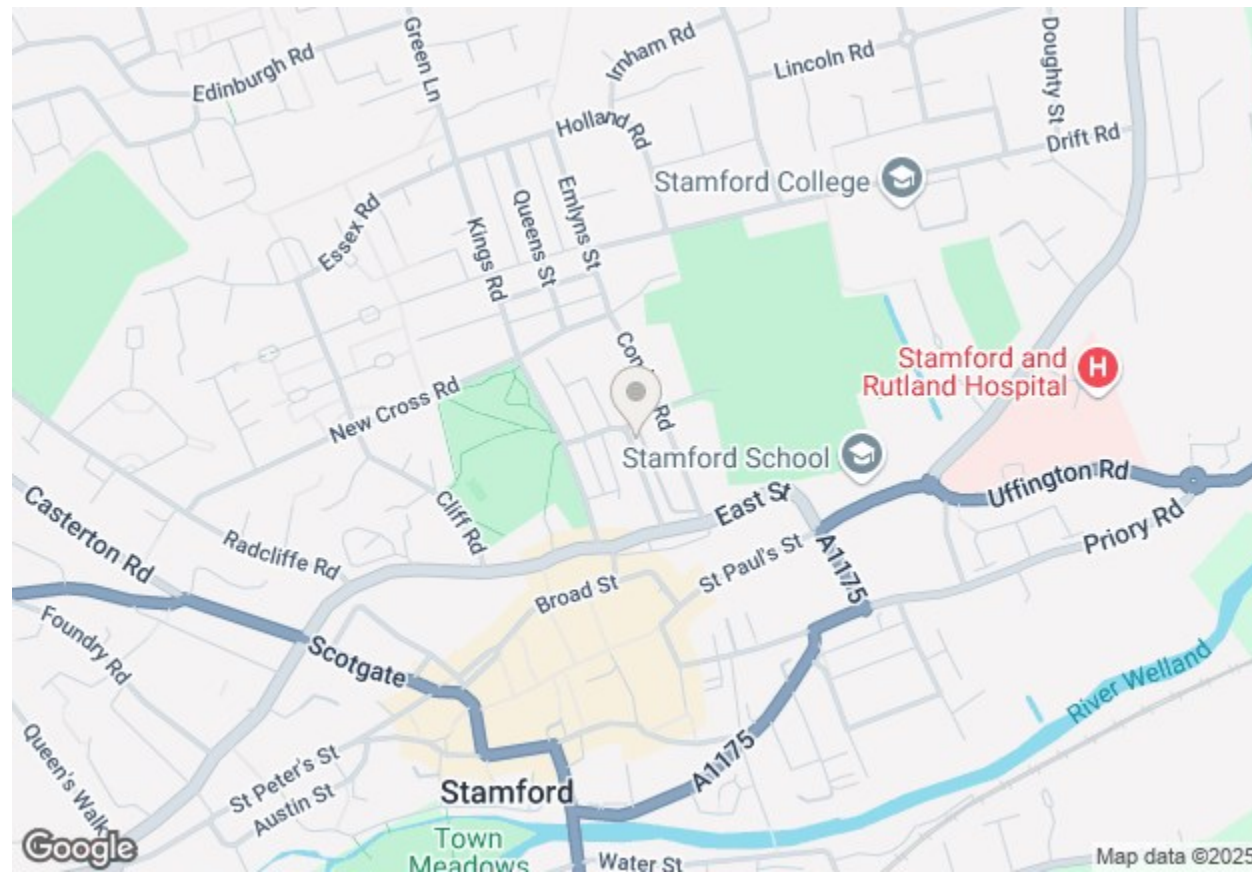 Edinburgh Rd
Green Ln
Irnham Rd
Lincoln Rd
Doughty St
Holland Rd
Drift Rd
Stamford College
Essex Rd
Kings Rd
Queens St
Emlyns St
Stamford and
Rutland Hospital
H
New Cross Rd
Rd
Stamford School
Uffington Rd
East St
Casterton Rd
Cliff Rd
Radcliffe Rd
Priory Rd
St Paul's St
A1175
Broad St
Foundry Rd
Scotgate
River Welland
Queen's Walk
St Peter's St
Austin St
A1175
Stamford
Town
Meadows
Water St
Google
Map data ©2025